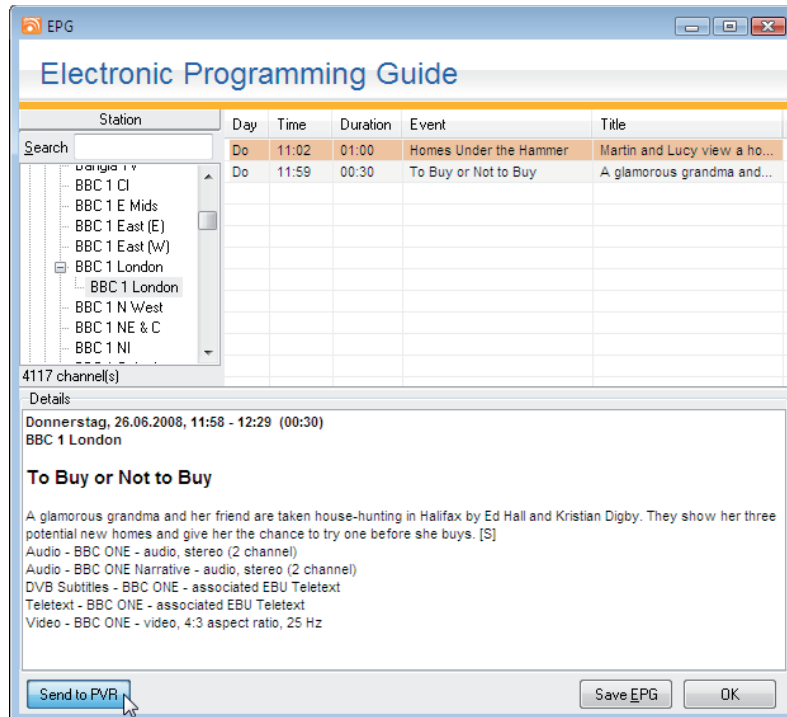 EPG
Electronic Programming Guide
Station
Search
BBC 1 CI
BBC 1 E Mids
BBC 1 East (E)
BBC 1 East (W)
BBC 1 London
BBC 1 London
BBC 1 N West
BBC 1 NE & C
BBC 1 NI
4117 channel(s)
Day Time Duration Event Title
Do 11:02 01:00 Homes Under the Hammer Martin and Lucy view a ho...
Do 11:59 00:30 To Buy or Not to Buy A glamorous grandma and...
Details
Donnerstag, 26.06.2008, 11:58 - 12:29 (00:30)
BBC 1 London
To Buy or Not to Buy
A glamorous grandma and her friend are taken house-hunting in Halifax by Ed Hall and Kristian Digby. They show her three
potential new homes and give her the chance to try one before she buys. [S]
Audio - BBC ONE - audio, stereo (2 channel)
Audio - BBC ONE Narrative - audio, stereo (2 channel)
DVB Subtitles - BBC ONE - associated EBU Teletext
Teletext - BBC ONE - associated EBU Teletext
Video - BBC ONE - video, 4:3 aspect ratio, 25 Hz
Send to PVR Save EPG OK